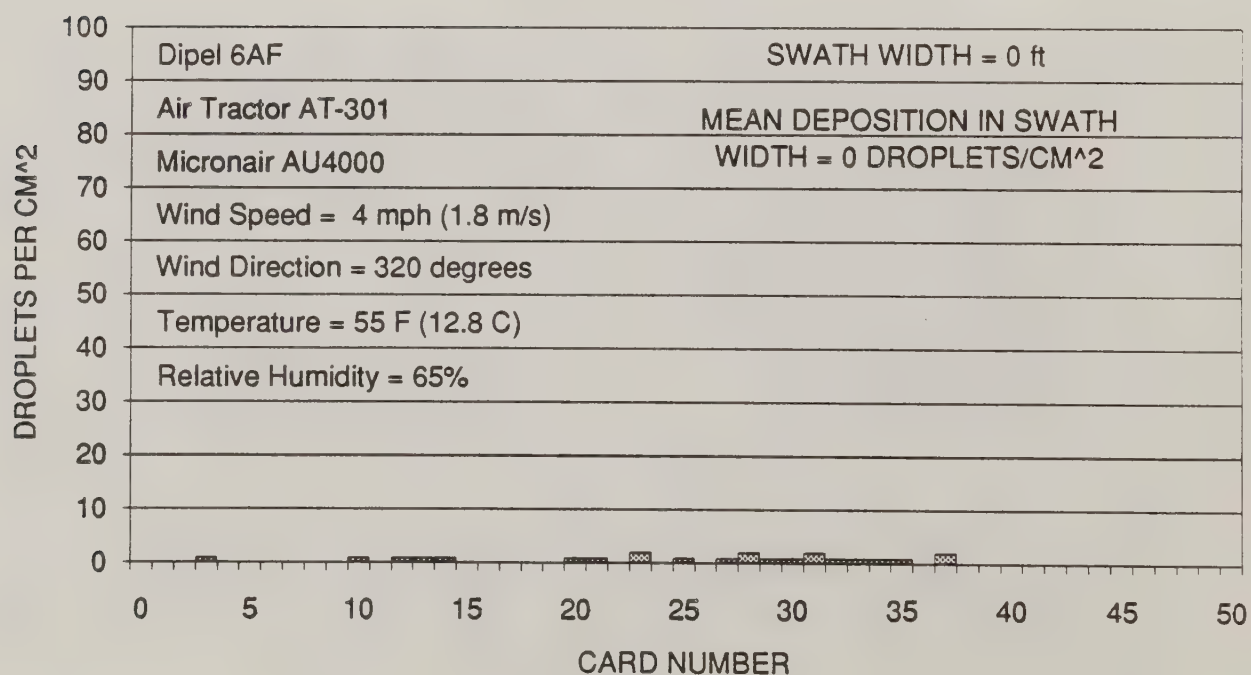 DROPLETS PER CM^2
100
90
80
70
60
50
40
30
20
10
0
Dipel 6AF
Air Tractor AT-301
Micronair AU4000
Wind Speed = 4 mph (1.8 m/s)
Wind Direction = 320 degrees
Temperature = 55 F (12.8 C)
Relative Humidity = 65%
SWATH WIDTH = 0 ft
MEAN DEPOSITION IN SWATH
WIDTH = 0 DROPLETS/CM^2
0 5 10 15 20 25 30 35 40 45 50
CARD NUMBER